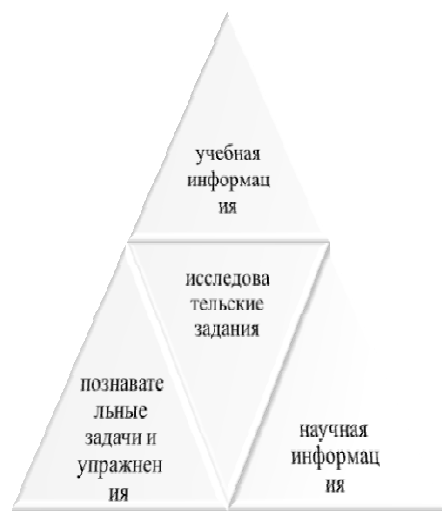 учебная
информац
ия
исследова
тельские
задания
познавате
льные
задачи и
упражнен
ия
научная
информац
ия